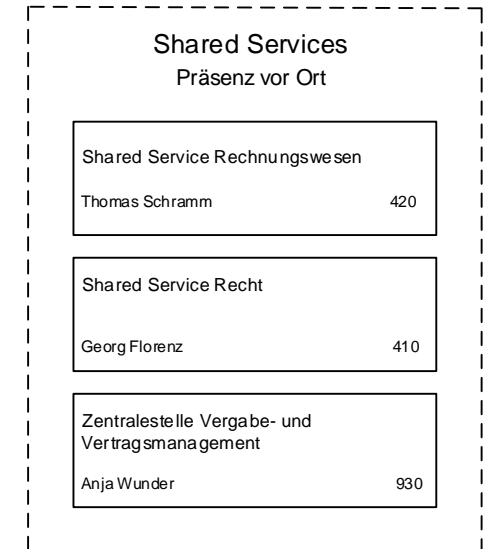 Shared Services
Präsenz vor Ort
Shared Service Rechnungswesen
Thomas Schramm 420
Shared Service Recht
Georg Florenz 410
Zentralestelle Vergabe- und
Vertragsmanagement
Anja Wunder 930